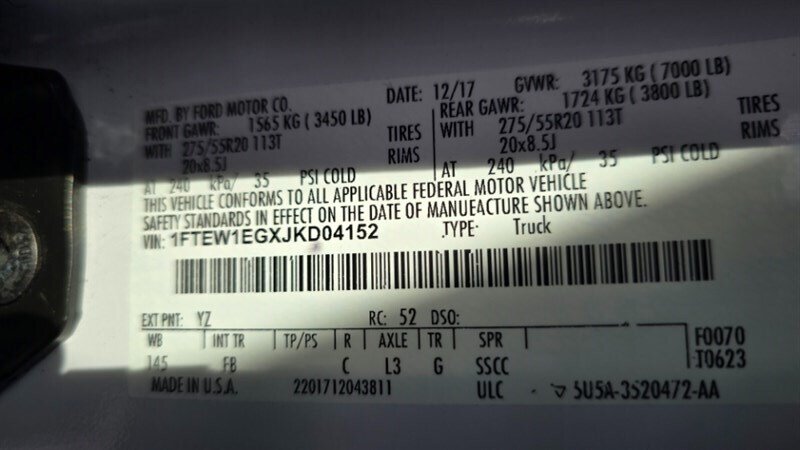 MFD. BY FORD MOTOR CO. DATE: 12/17 GVWR: 3175 KG ( 7000 LB)
FRONT GAWR: 1565 KG ( 3450 LB) REAR GAWR: 1724 KG ( 3800 LB)
WITH 275/55R20 113T TIRES WITH 275/55R20 113T TIRES
20x8.5J RIMS 20x8.5J RIMS
AT 240 kPa/ 35 PSI COLD AT 240 kPa/ 35 PSI COLD
THIS VEHICLE CONFORMS TO ALL APPLICABLE FEDERAL MOTOR VEHICLE
SAFETY STANDARDS IN EFFECT ON THE DATE OF MANUFACTURE SHOWN ABOVE.
VIN: 1FTEW1EGXJKD04152 TYPE: Truck
EXT PNT: YZ RC: 52 DSO:
WB INT TR TP/PS R AXLE TR SPR F0070
145 FB C L3 G SSCC T0623
MADE IN U.S.A. 2201712043811 ULC 5U5A-3520472-AA